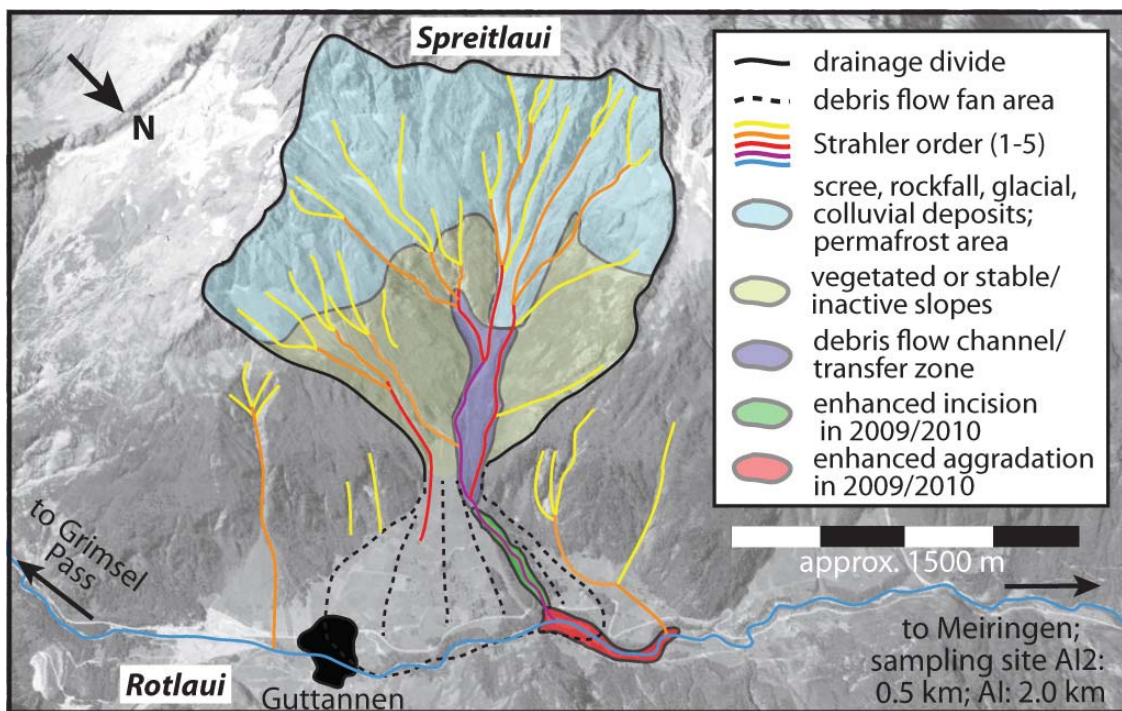 Spreitlaui
N
drainage divide
debris flow fan area
Strahler order (1-5)
scree, rockfall, glacial,
colluvial deposits;
permafrost area
vegetated or stable/
inactive slopes
debris flow channel/
transfer zone
enhanced incision
in 2009/2010
enhanced aggradation
in 2009/2010
approx. 1500 m
to Grimsel
Pass
to Meiringen;
sampling site Al2:
0.5 km; Al: 2.0 km
Rotlaui
Guttannen